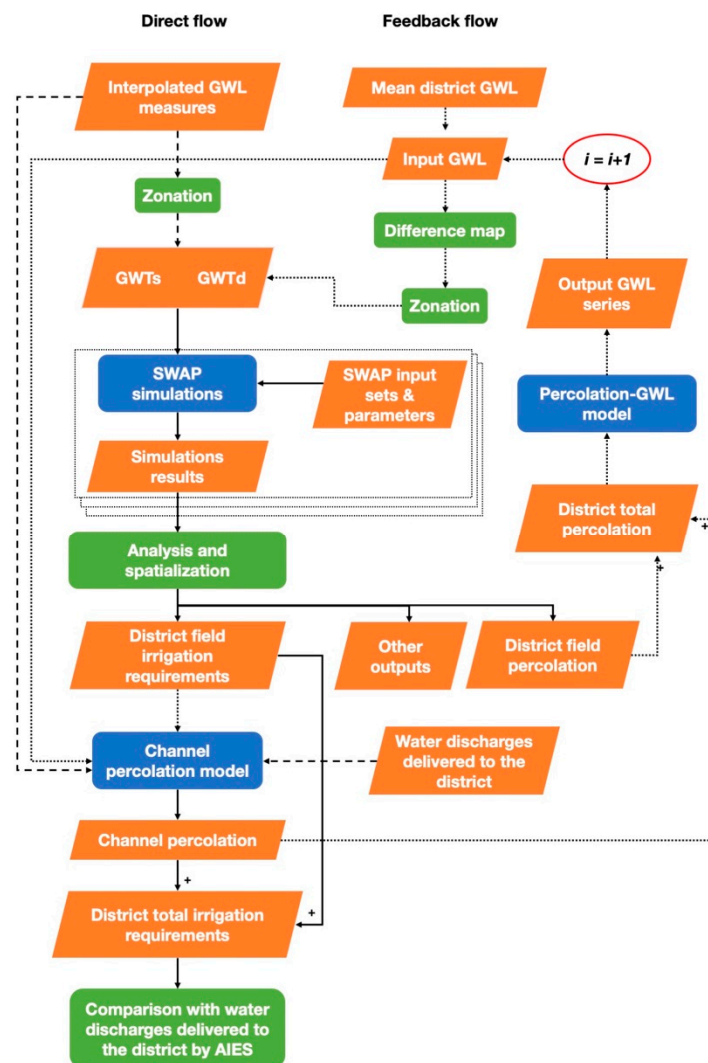 Direct flow
Feedback flow
Interpolated GWL
measures
Mean district GWL
Input GWL
i = i+1
Zonation
Difference map
GWTs
GWTd
Zonation
Output GWL
series
SWAP
simulations
SWAP input
sets &
parameters
Percolation-GWL
model
Simulations
results
District total
percolation
+
+
Analysis and
spatialization
District field
irrigation
requirements
Other
outputs
District field
percolation
Channel
percolation model
Water discharges
delivered to the
district
Channel percolation
+
+
District total irrigation
requirements
Comparison with water
discharges delivered to
the district by AIES